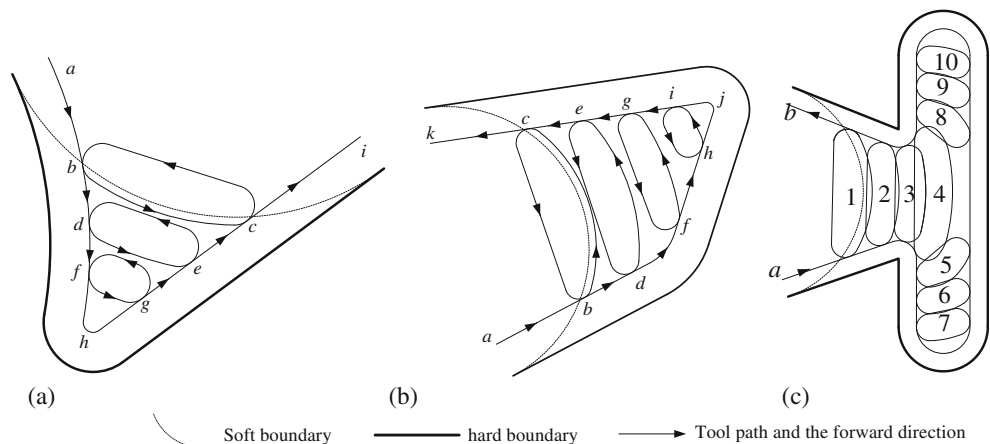 a
b
c
d
e
f
g
h
i
(a)
a
b
c
d
e
f
g
h
i
j
k
(b)
a
b
1
2
3
4
5
6
7
8
9
10
(c)
Soft boundary
hard boundary
Tool path and the forward direction